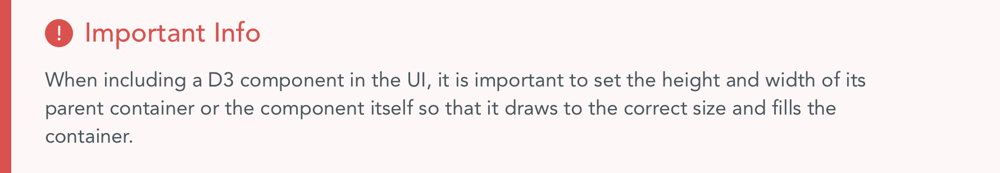 ! Important Info
When including a D3 component in the UI, it is important to set the height and width of its
parent container or the component itself so that it draws to the correct size and fills the
container.